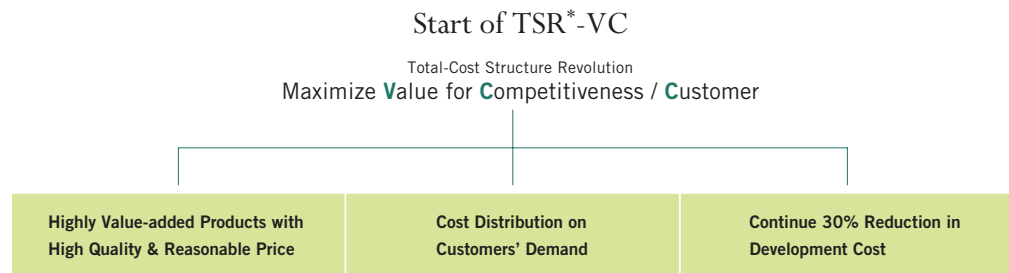 Start of TSR*-VC
Total-Cost Structure Revolution
Maximize Value for Competitiveness / Customer
Highly Value-added Products with
High Quality & Reasonable Price
Cost Distribution on
Customers’ Demand
Continue 30% Reduction in
Development Cost